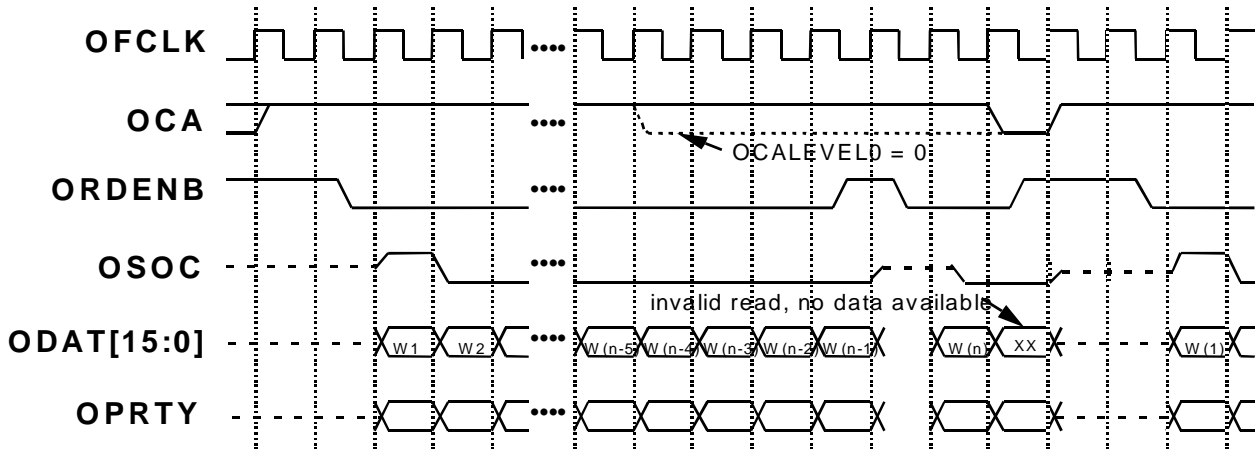 OFCLK
OCA
OCALEVEL0 = 0
ORDENB
OSOC
invalid read, no data available
ODAT[15:0]
W1 W2 W(n-5) W(n-4) W(n-3) W(n-2) W(n-1) W(n) XX W(1)
OPRTY